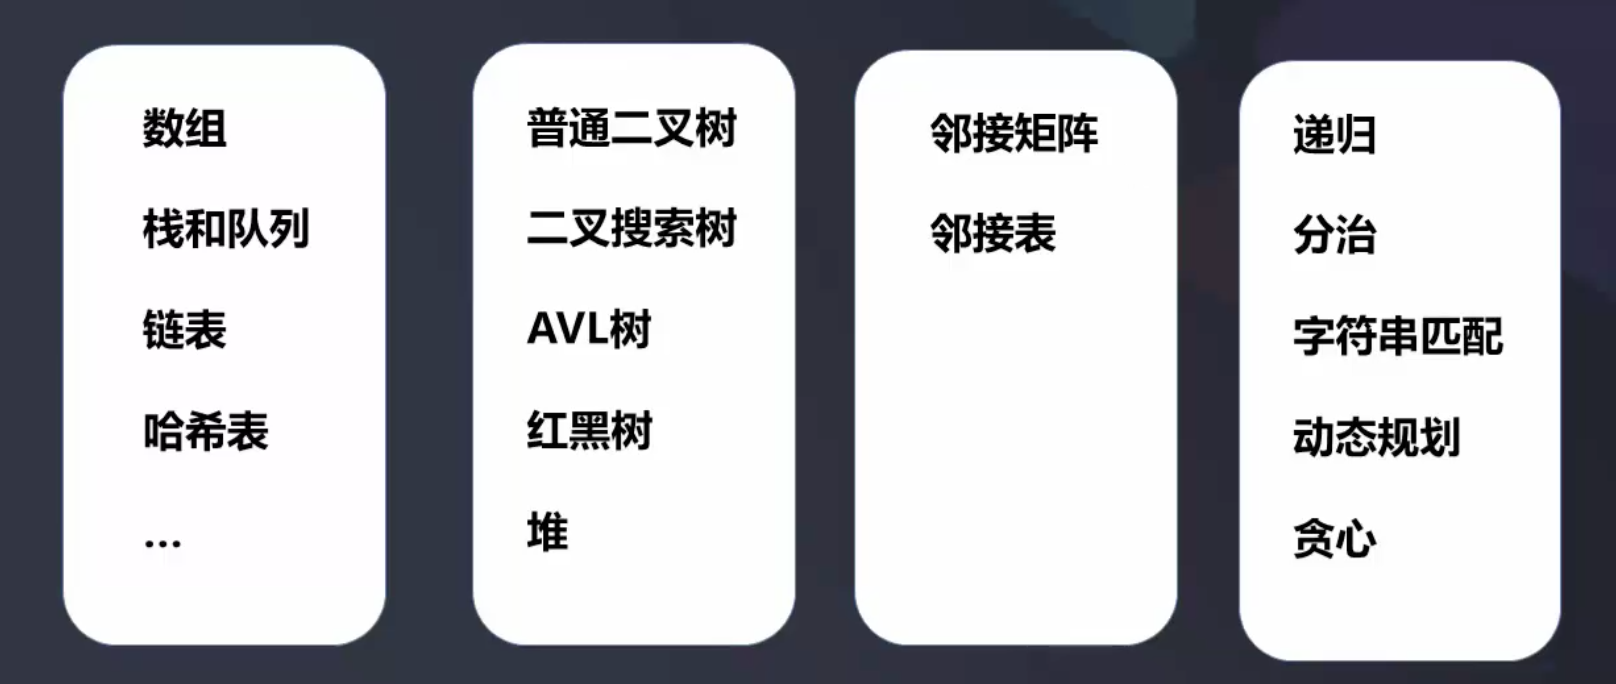 数组
栈和队列
链表
哈希表
...
普通二叉树
二叉搜索树
AVL树
红黑树
堆
邻接矩阵
邻接表
递归
分治
字符串匹配
动态规划
贪心